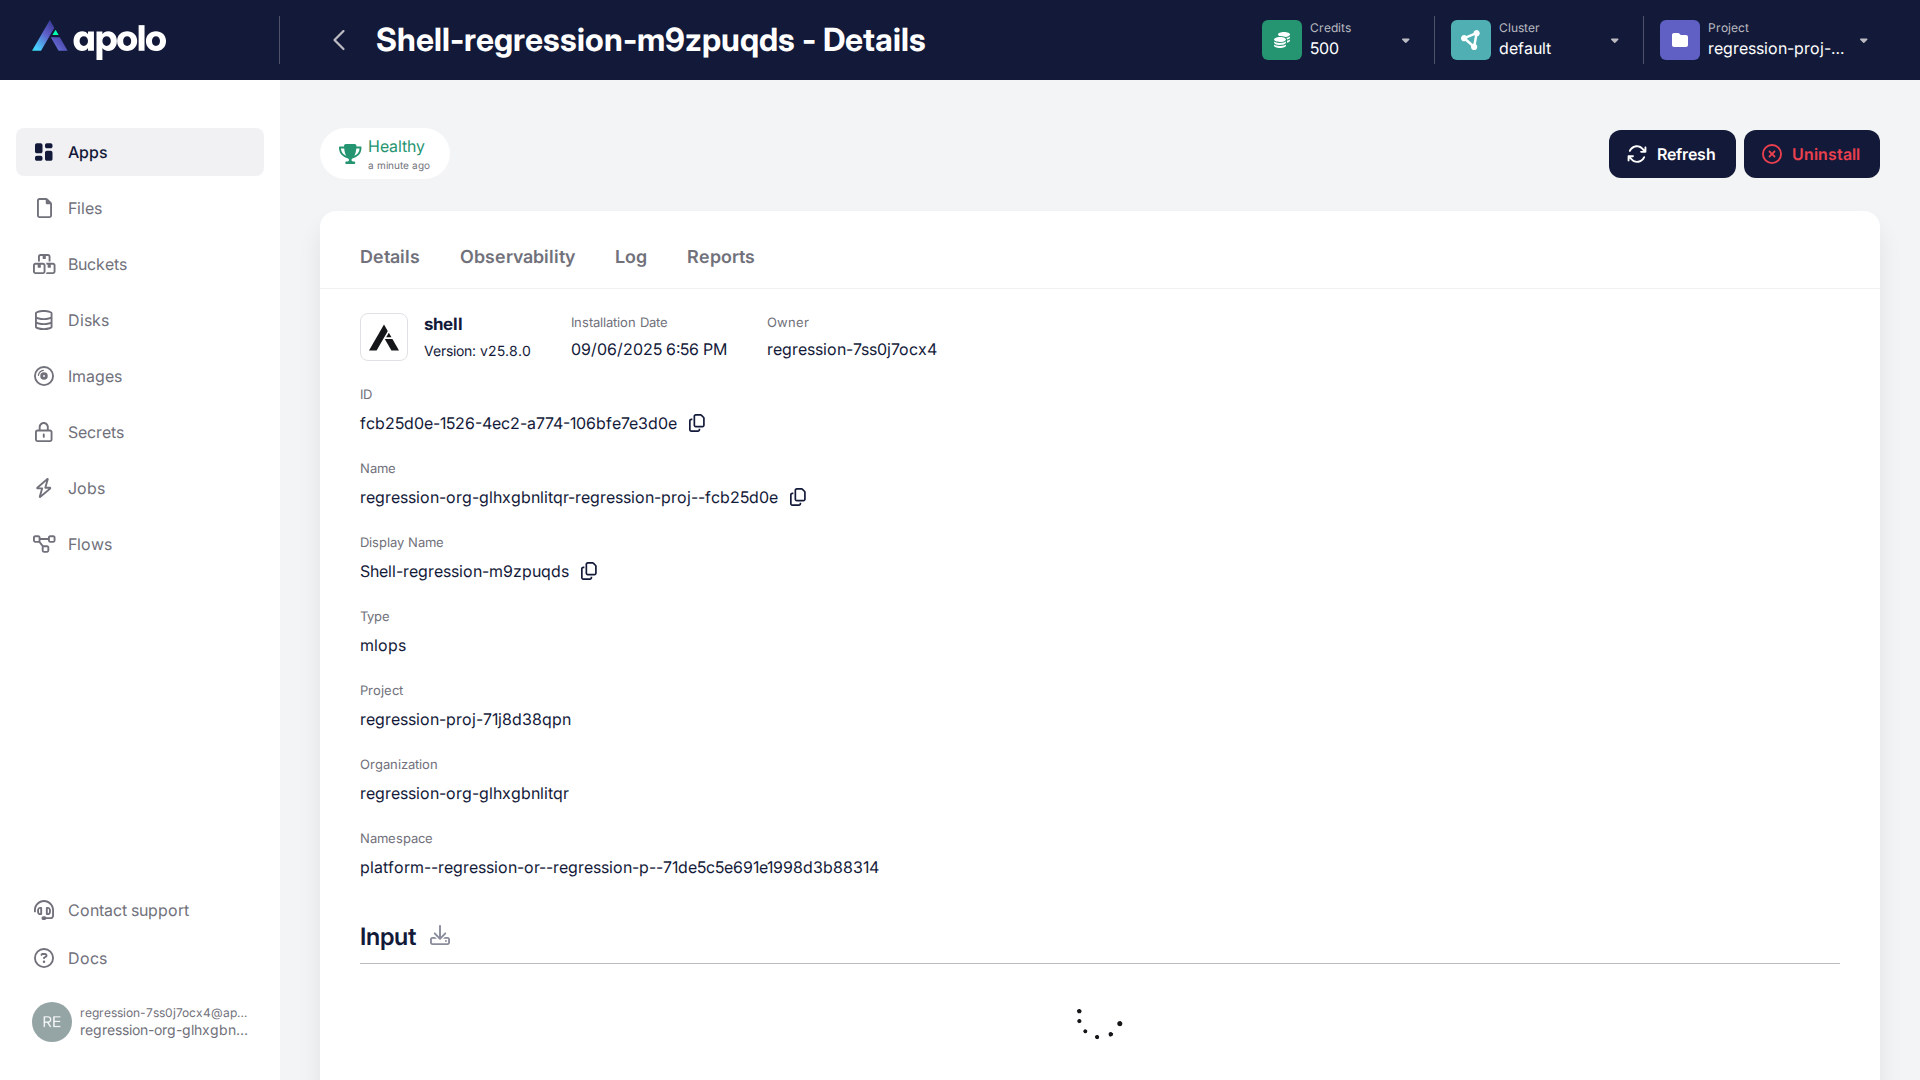 apolo
Shell-regression-m9zpuqds - Details
Credits
500
Cluster
default
Project
regression-proj-...
Apps
Files
Buckets
Disks
Images
Secrets
Jobs
Flows
Contact support
Docs
RE
regression-7ss0j7ocx4@ap...
regression-org-glhxgbn...
Healthy
a minute ago
Refresh
Uninstall
Details
Observability
Log
Reports
shell
Version: v25.8.0
Installation Date
09/06/2025 6:56 PM
Owner
regression-7ss0j7ocx4
ID
fcb25d0e-1526-4ec2-a774-106bfe7e3d0e
Name
regression-org-glhxgbnlitqr-regression-proj--fcb25d0e
Display Name
Shell-regression-m9zpuqds
Type
mlops
Project
regression-proj-71j8d38qpn
Organization
regression-org-glhxgbnlitqr
Namespace
platform--regression-or--regression-p--71de5c5e691e1998d3b88314
Input